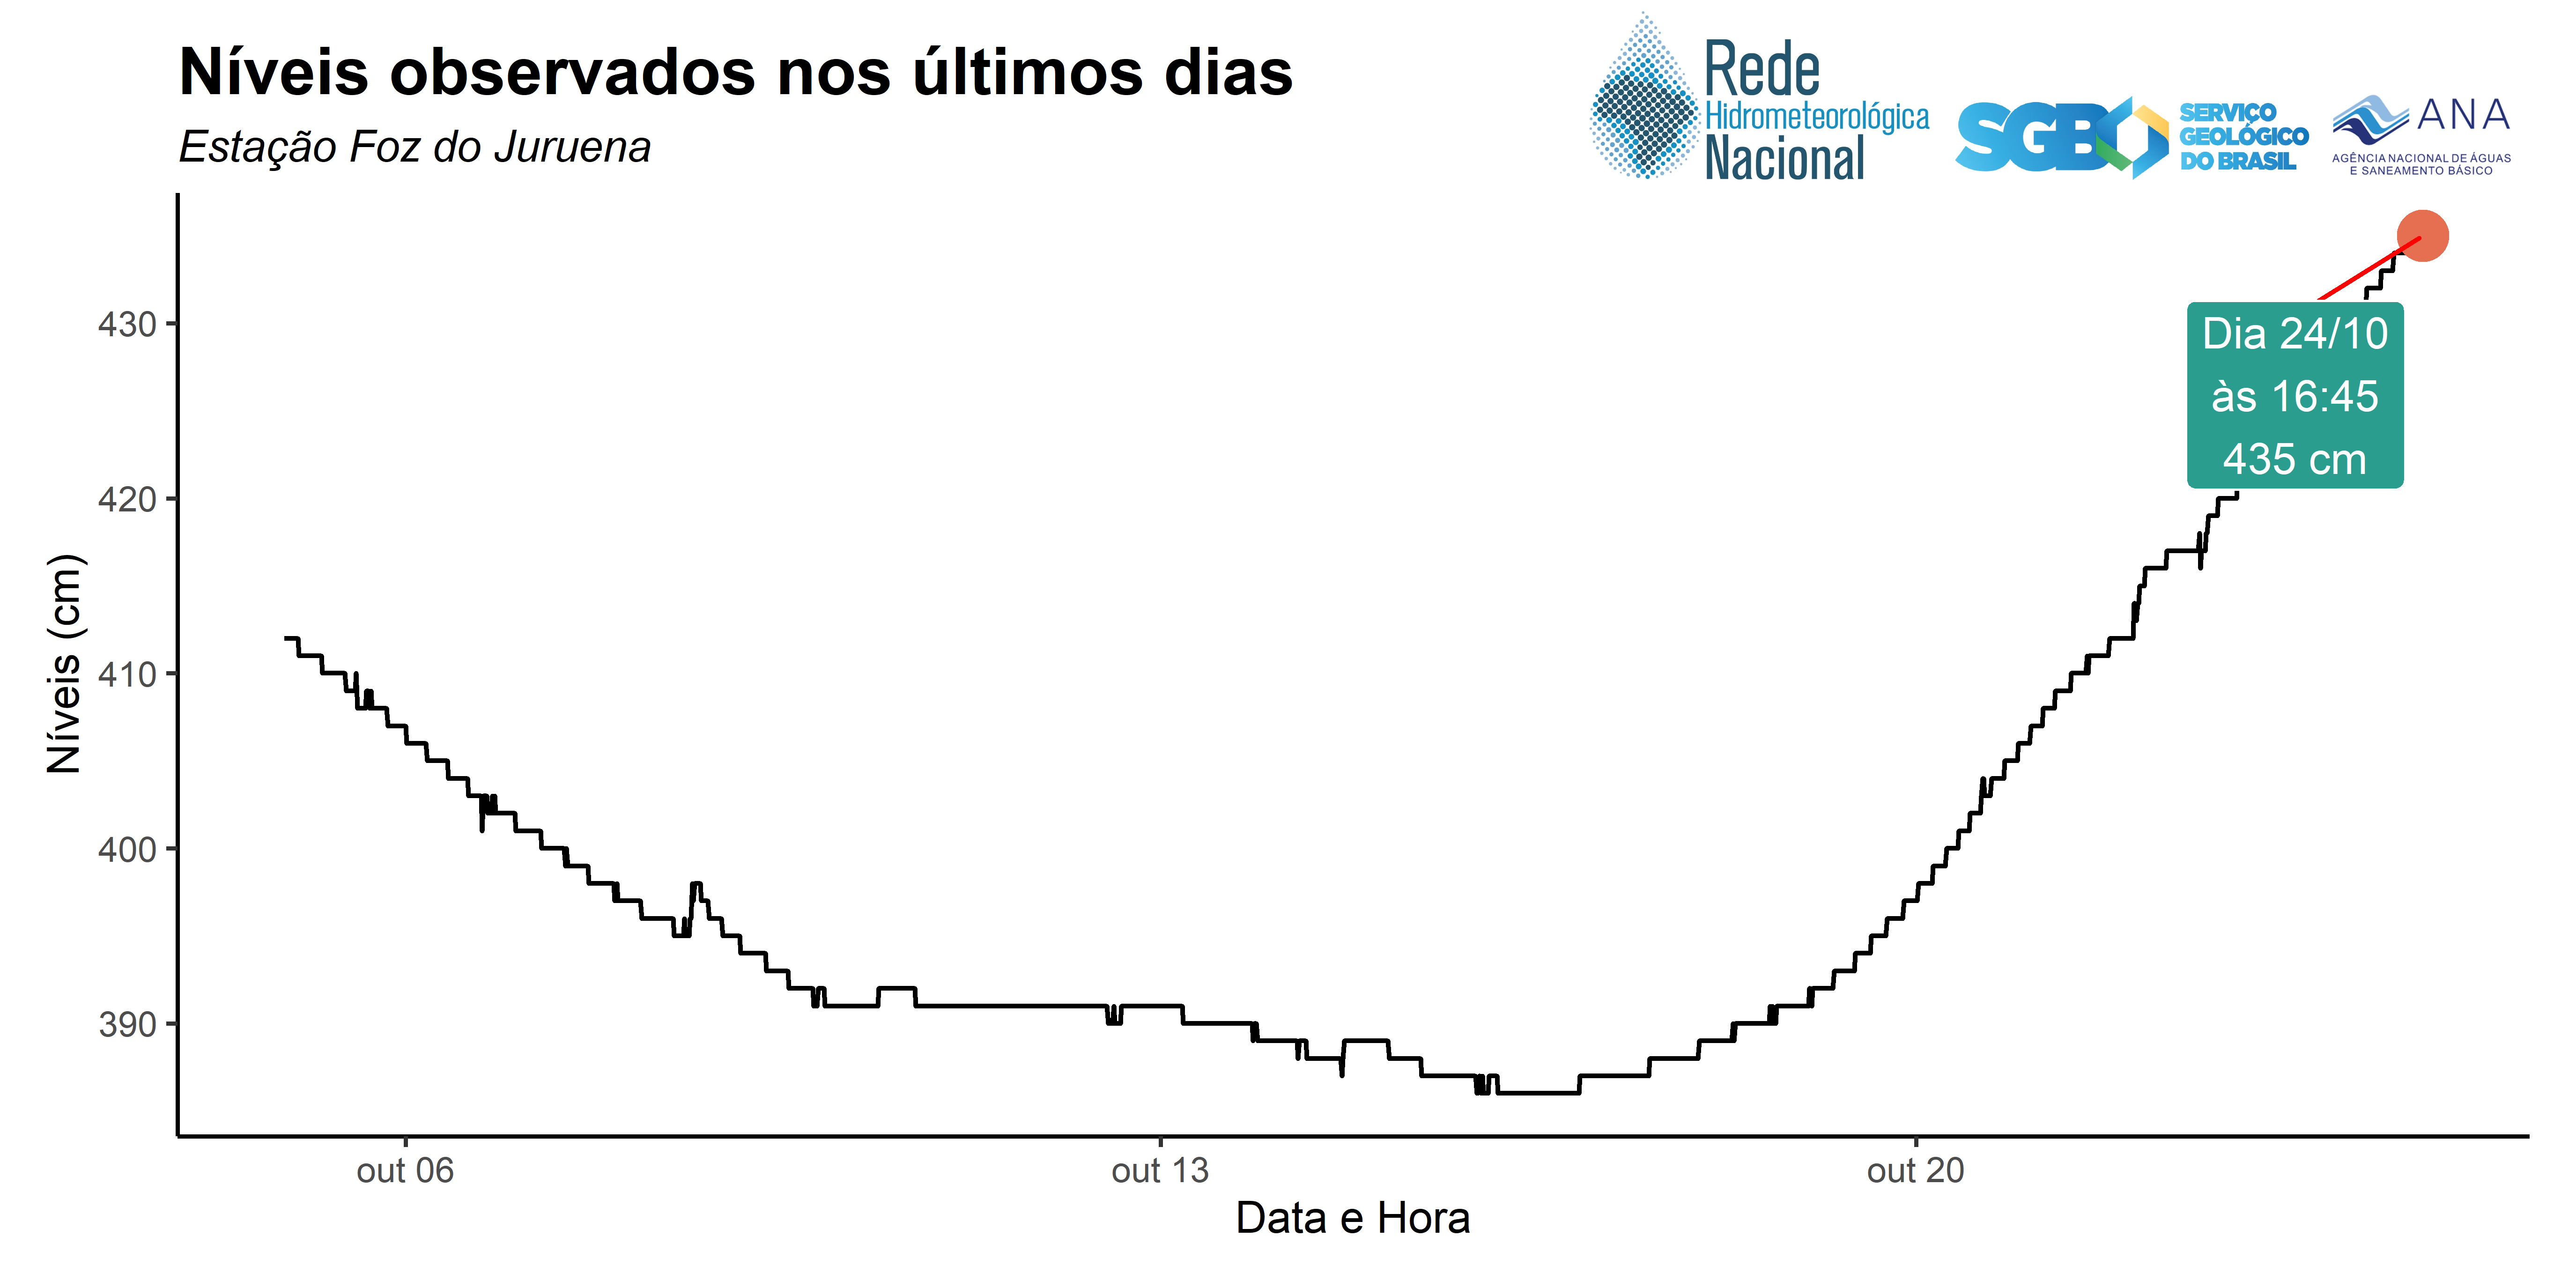 Níveis observados nos últimos dias
Estação Foz do Juruena
Rede
Hidrometeorológica
Nacional
SGB
SERVIÇO
GEOLÓGICO
DO BRASIL
ANA
AGÊNCIA NACIONAL DE ÁGUAS
E SANEAMENTO BÁSICO
Níveis (cm)
430
420
410
400
390
Dia 24/10
às 16:45
435 cm
out 06
out 13
out 20
Data e Hora